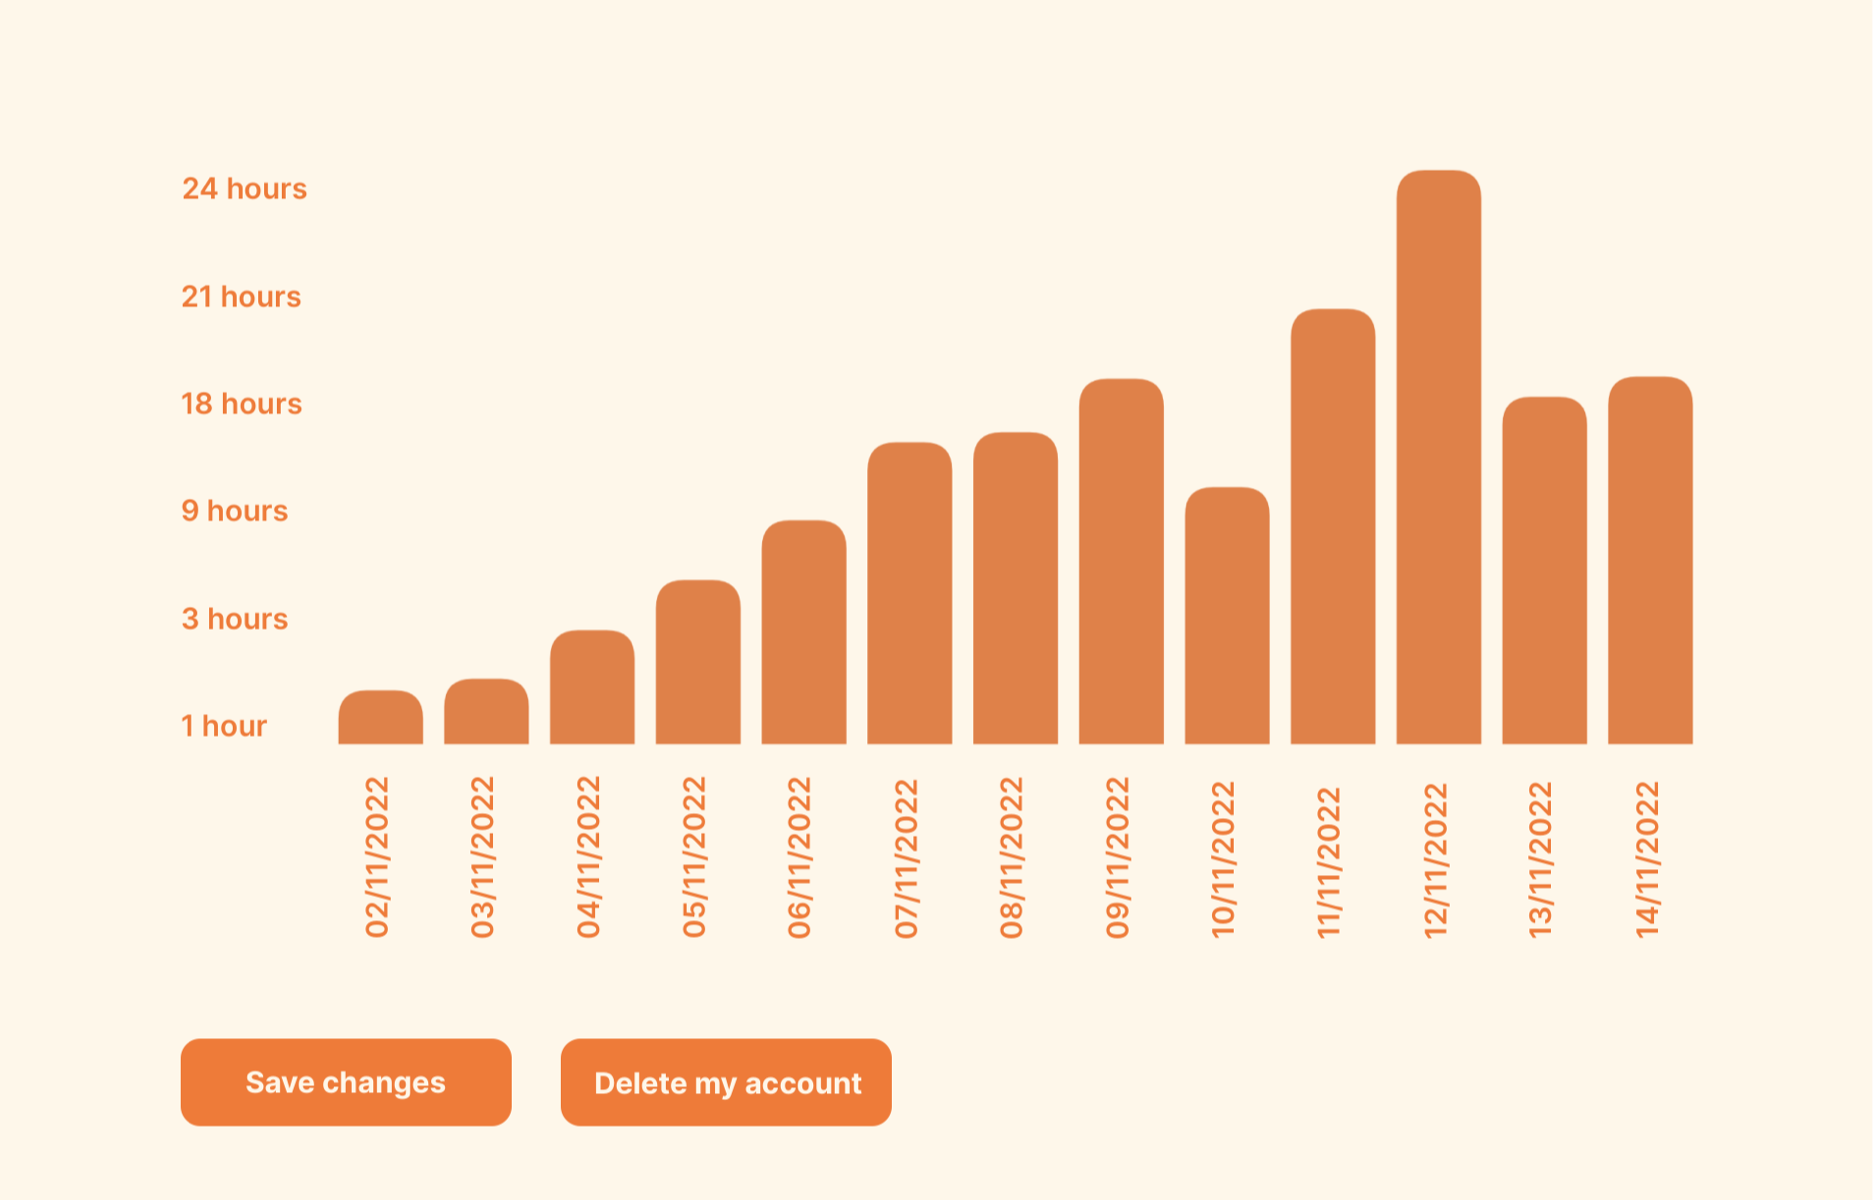 24 hours
21 hours
18 hours
9 hours
3 hours
1 hour
02/11/2022
03/11/2022
04/11/2022
05/11/2022
06/11/2022
07/11/2022
08/11/2022
09/11/2022
10/11/2022
11/11/2022
12/11/2022
13/11/2022
14/11/2022
Save changes
Delete my account